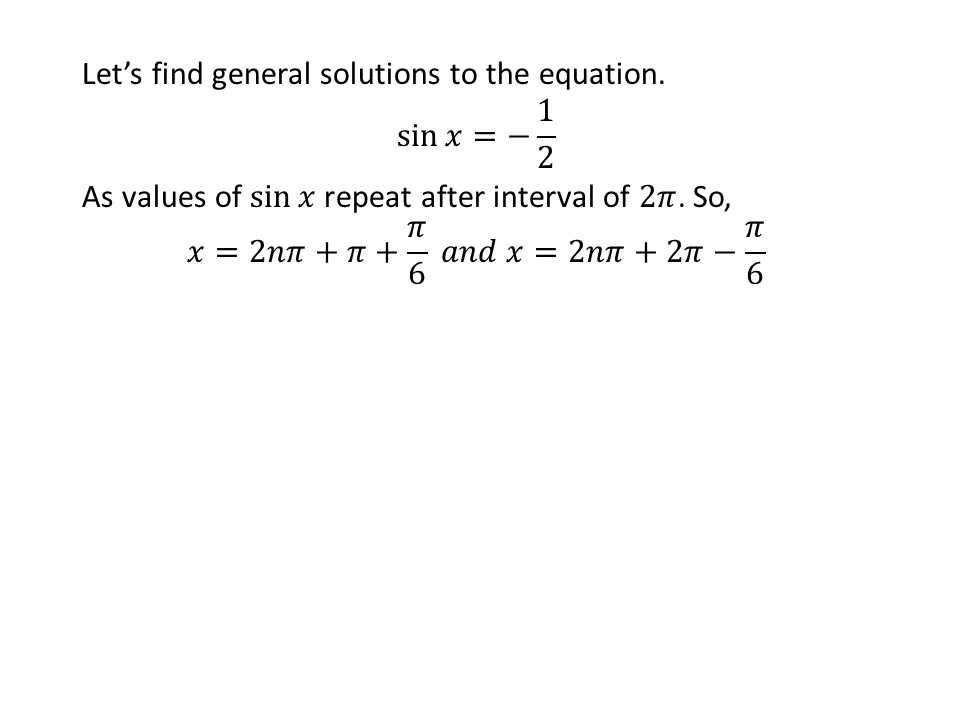 Let’s find general solutions to the equation.
sin 𝑥 = −1/2
As values of sin 𝑥 repeat after interval of 2𝜋. So,
𝑥 = 2𝑛𝜋 + 𝜋 + 𝜋/6 𝑎𝑛𝑑 𝑥 = 2𝑛𝜋 + 2𝜋 − 𝜋/6